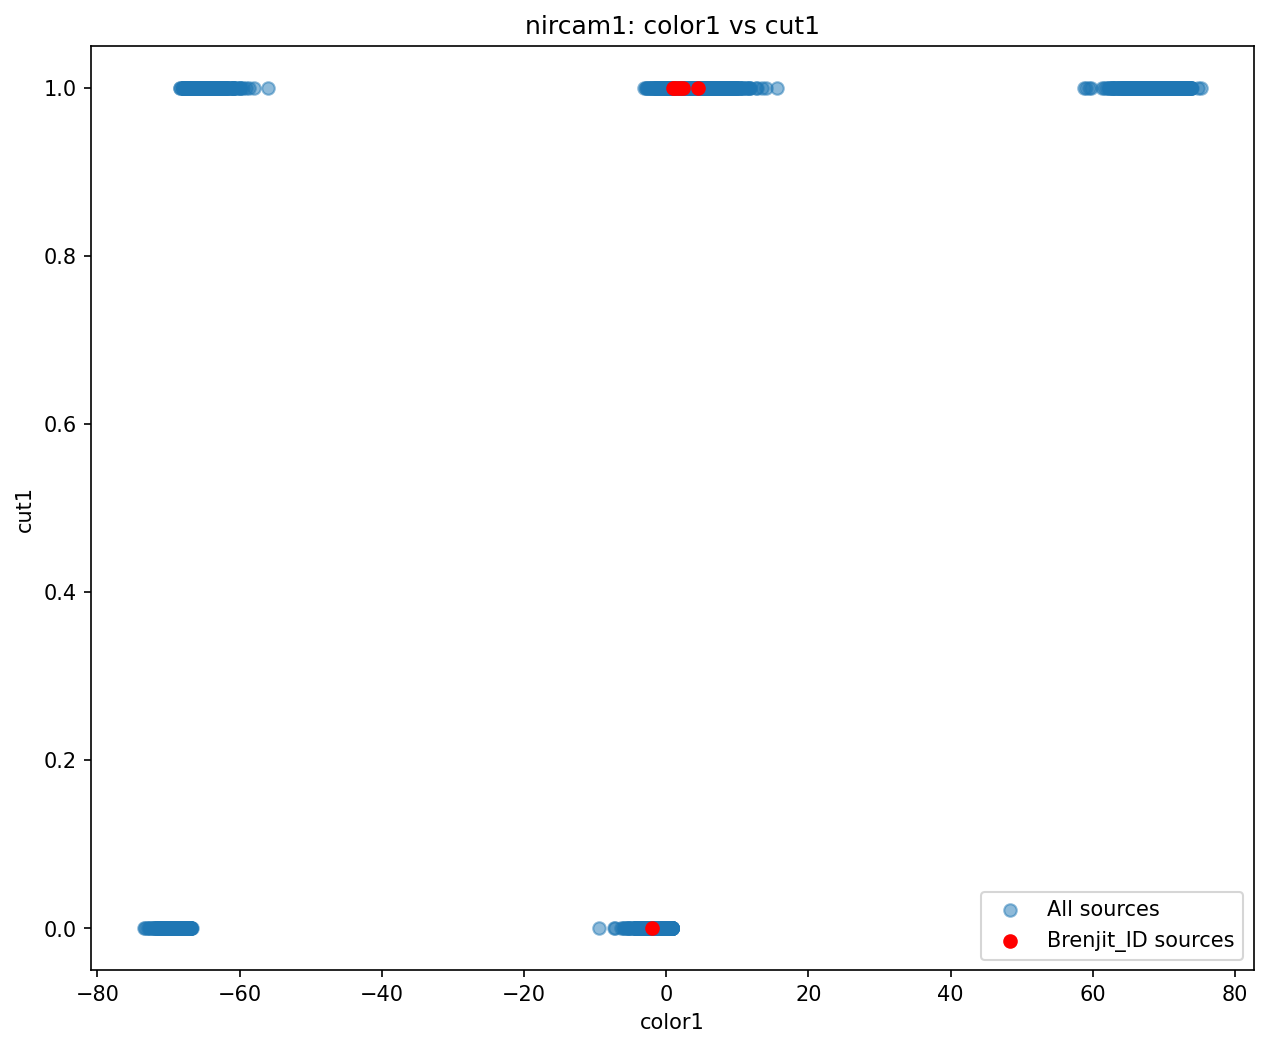 nircam1: color1 vs cut1
1.0
0.8
0.6
0.4
0.2
0.0
cut1
−80 −60 −40 −20 0 20 40 60 80
color1
All sources
Brenjit_ID sources